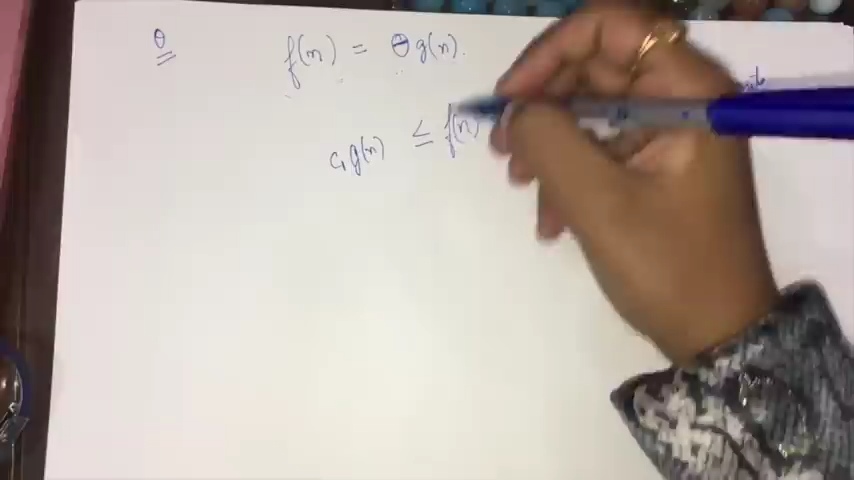 θ
f(n) = θ g(n).
c₁g(n) ≤ f(n)